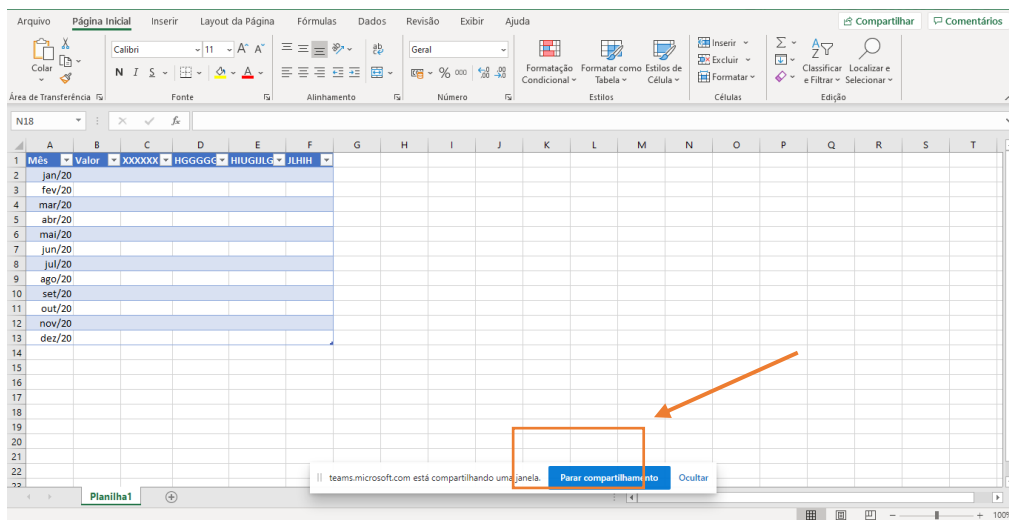 Arquivo Página Inicial Inserir Layout da Página Fórmulas Dados Revisão Exibir Ajuda Compartilhar Comentários
Colar
Calibri 11 A A
N I S A
ab
Geral
% 000
Formatação Condicional
Formatar como Tabela
Estilos de Célula
Inserir
Excluir
Formatar
Classificar e Filtrar
Localizar e Selecionar
Área de Transferência Fonte Alinhamento Número Estilos Células Edição
N18 fx
A B C D E F G H I J K L M N O P Q R S T
1 Mês Valor XXXXXX HGGGGG HIUGIJLG JLHIH
2 jan/20
3 fev/20
4 mar/20
5 abr/20
6 mai/20
7 jun/20
8 jul/20
9 ago/20
10 set/20
11 out/20
12 nov/20
13 dez/20
14
15
16
17
18
19
20
21
22
23
teams.microsoft.com está compartilhando uma janela. Parar compartilhamento Ocultar
Planilha1
100%